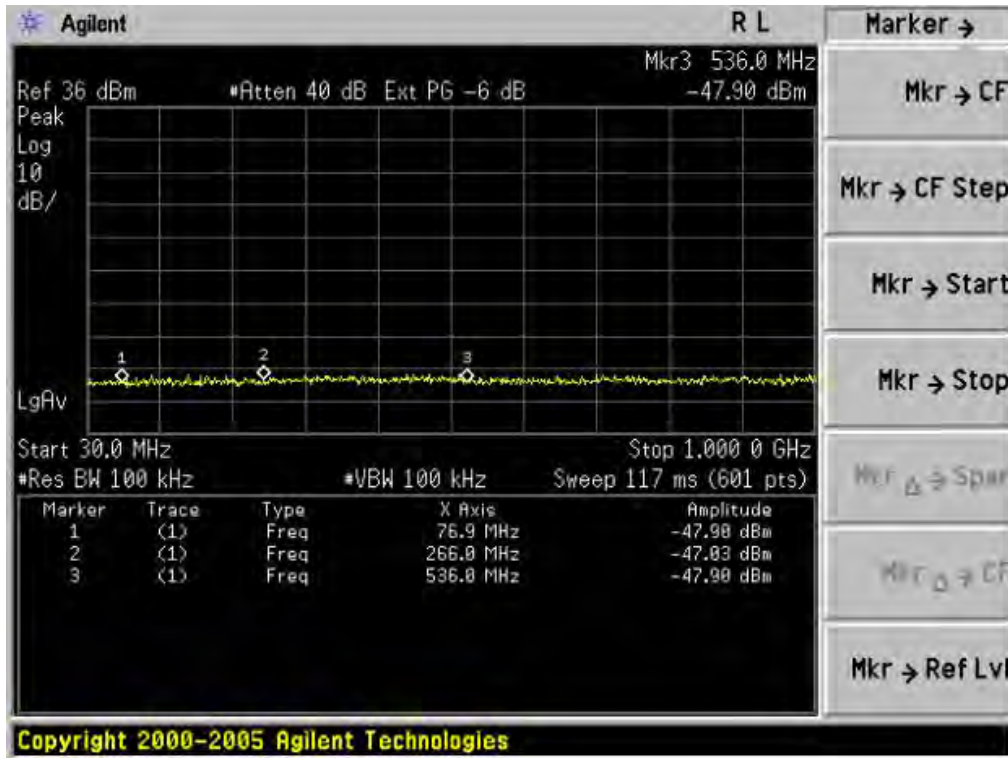 Agilent R L
Marker →
Mkr3 536.0 MHz
Ref 36 dBm #Atten 40 dB Ext PG -6 dB -47.90 dBm
Peak
Log
10
dB/
1 2 3
LgAv
Start 30.0 MHz Stop 1.000 0 GHz
#Res BW 100 kHz #VBW 100 kHz Sweep 117 ms (601 pts)
Marker Trace Type X Axis Amplitude
1 (1) Freq 76.9 MHz -47.90 dBm
2 (1) Freq 266.0 MHz -47.03 dBm
3 (1) Freq 536.0 MHz -47.90 dBm
Mkr → CF
Mkr → CF Step
Mkr → Start
Mkr → Stop
Mkr Δ → Span
Mkr Δ → CF
Mkr → Ref Lvl
Copyright 2000-2005 Agilent Technologies